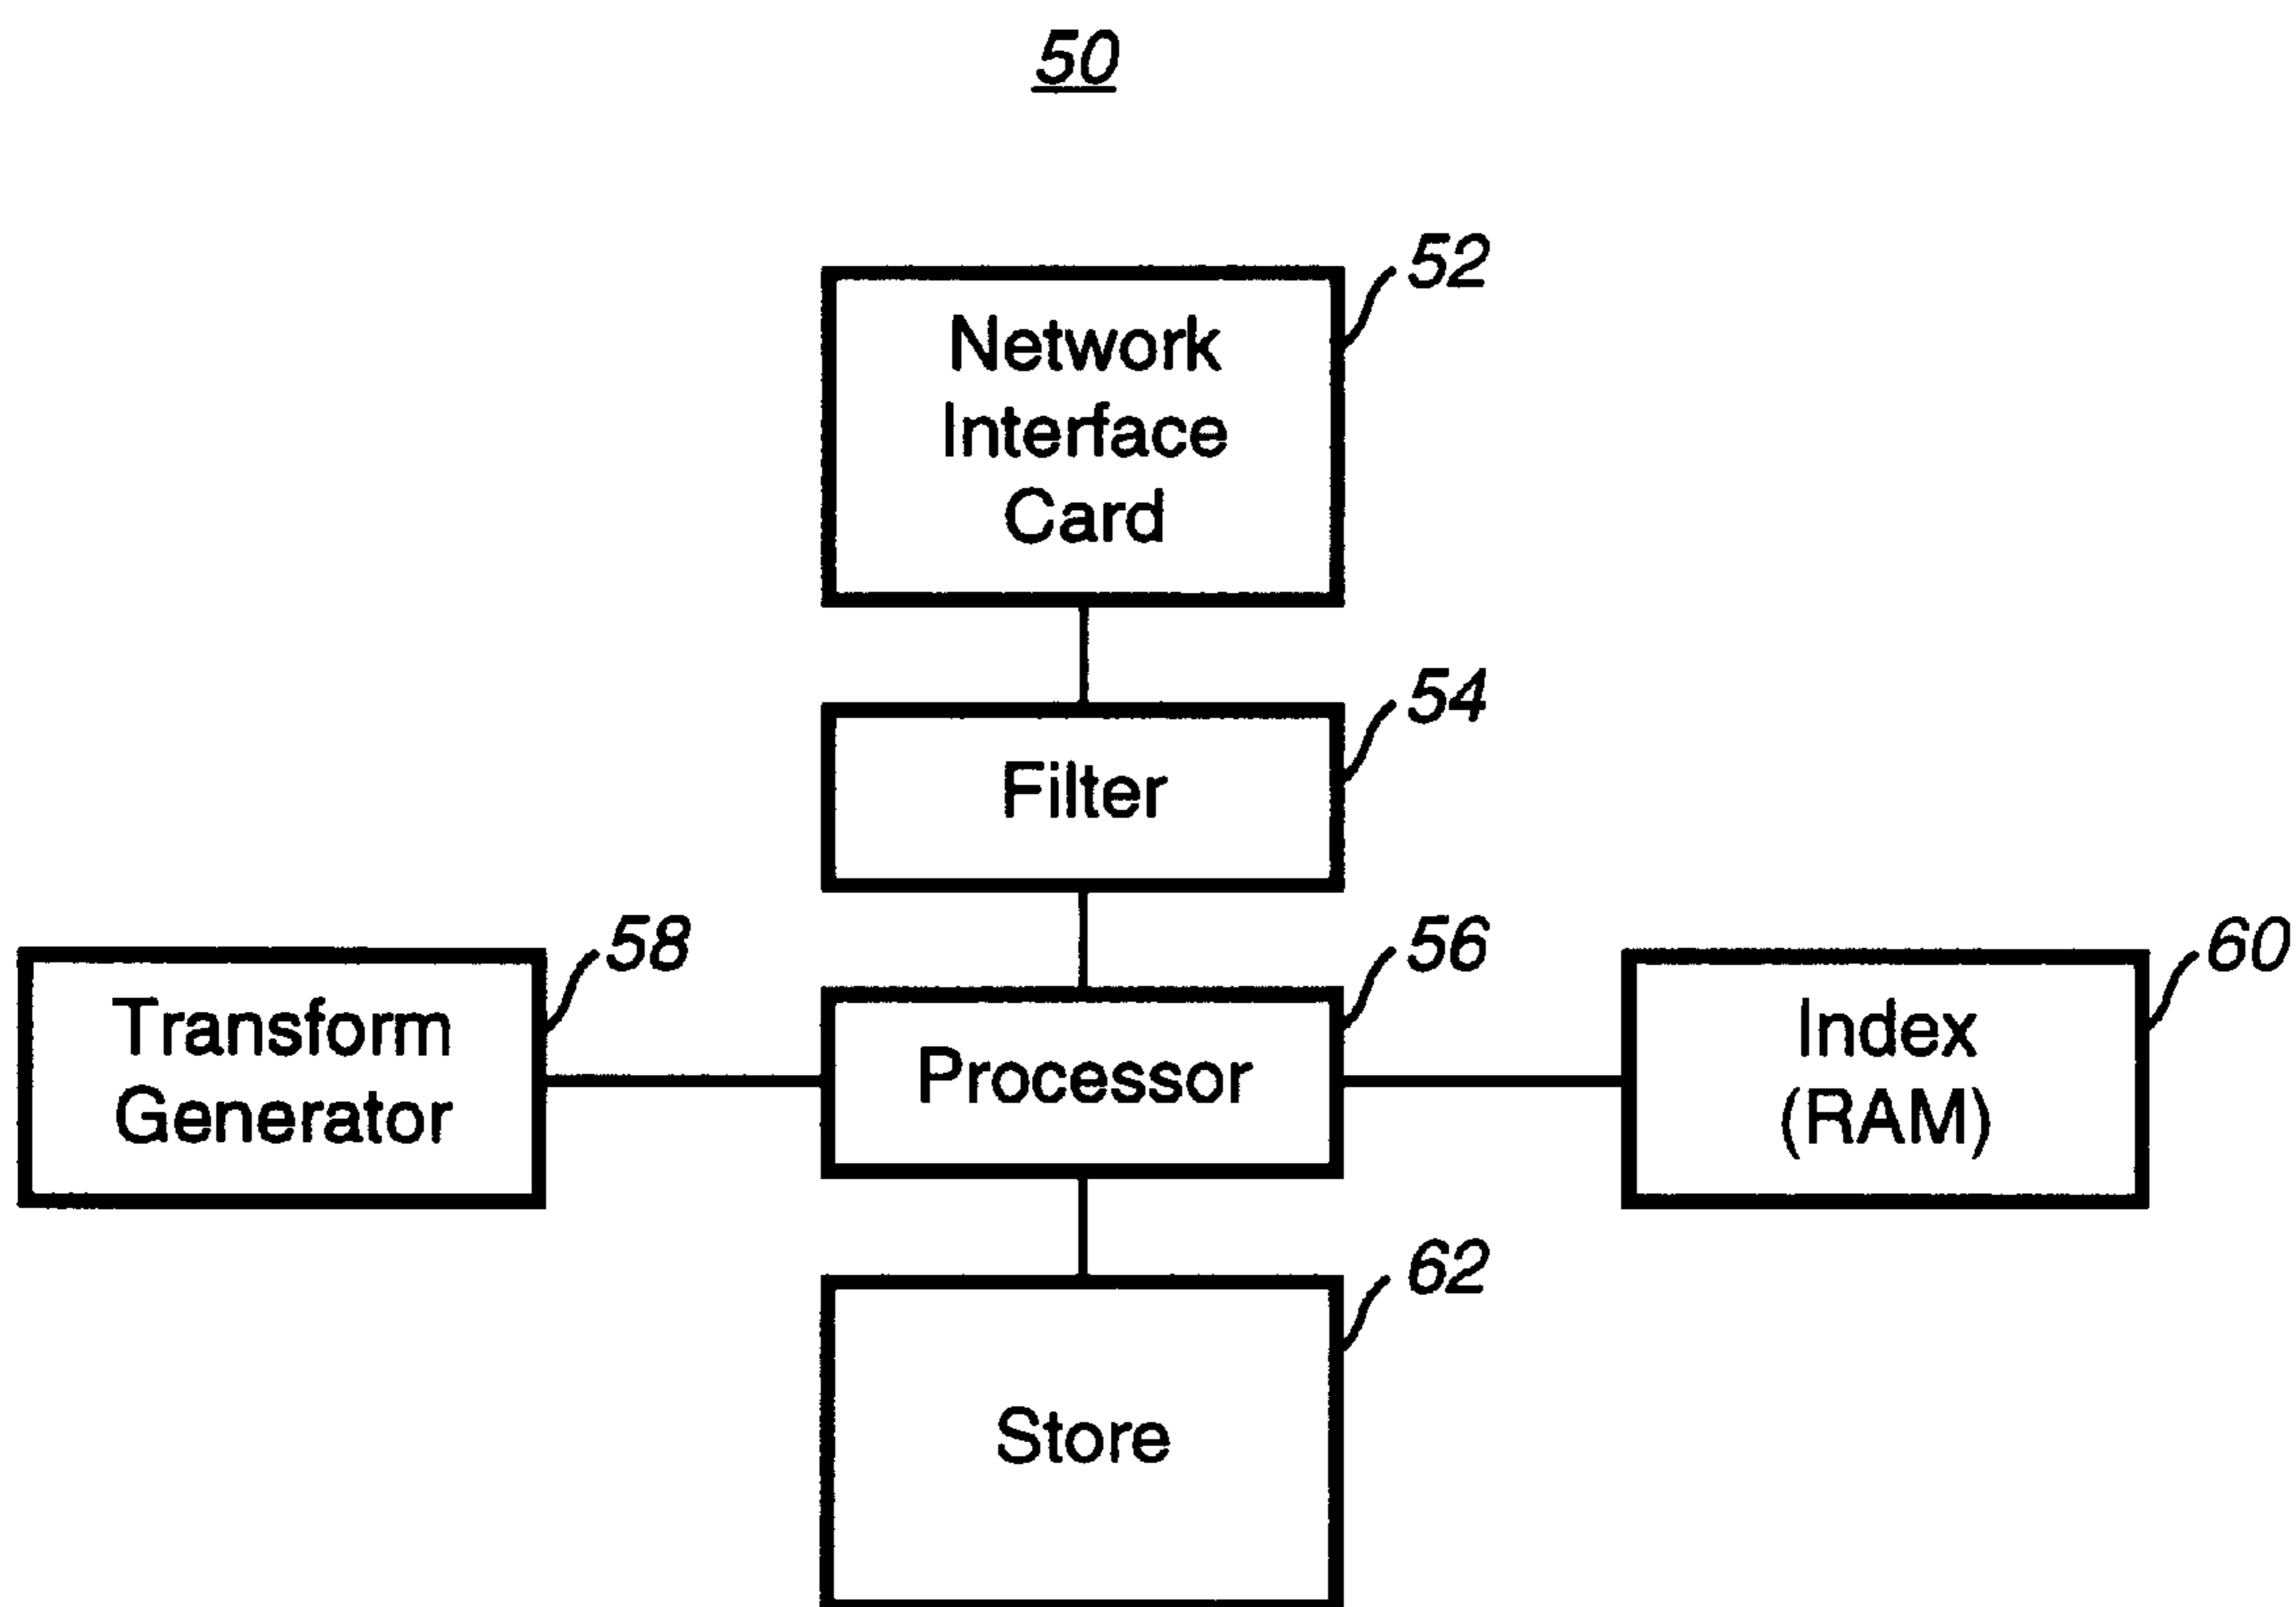 50
52
Network
Interface
Card
54
Filter
58
Transform
Generator
56
Processor
60
Index
(RAM)
62
Store